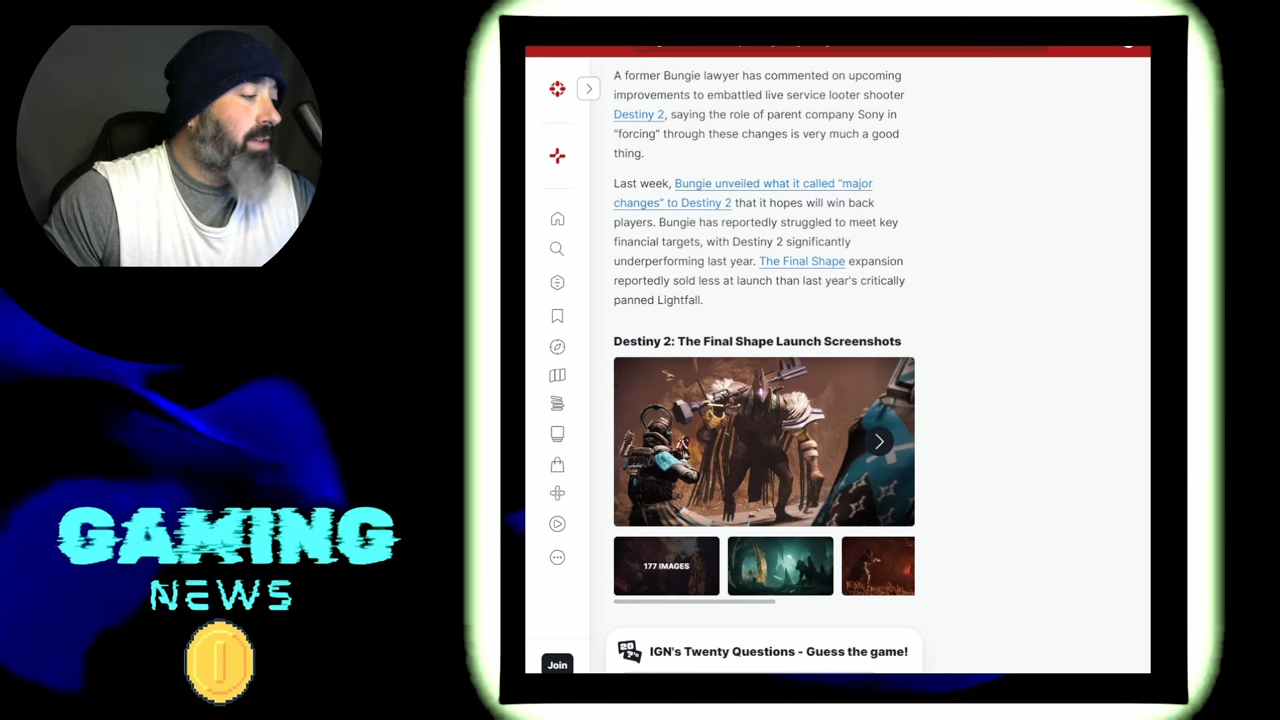 A former Bungie lawyer has commented on upcoming
improvements to embattled live service looter shooter
Destiny 2, saying the role of parent company Sony in
“forcing” through these changes is very much a good
thing.
Last week, Bungie unveiled what it called “major
changes” to Destiny 2 that it hopes will win back
players. Bungie has reportedly struggled to meet key
financial targets, with Destiny 2 significantly
underperforming last year. The Final Shape expansion
reportedly sold less at launch than last year's critically
panned Lightfall.
Destiny 2: The Final Shape Launch Screenshots
177 IMAGES
IGN's Twenty Questions - Guess the game!
Join
GAMING
NEWS